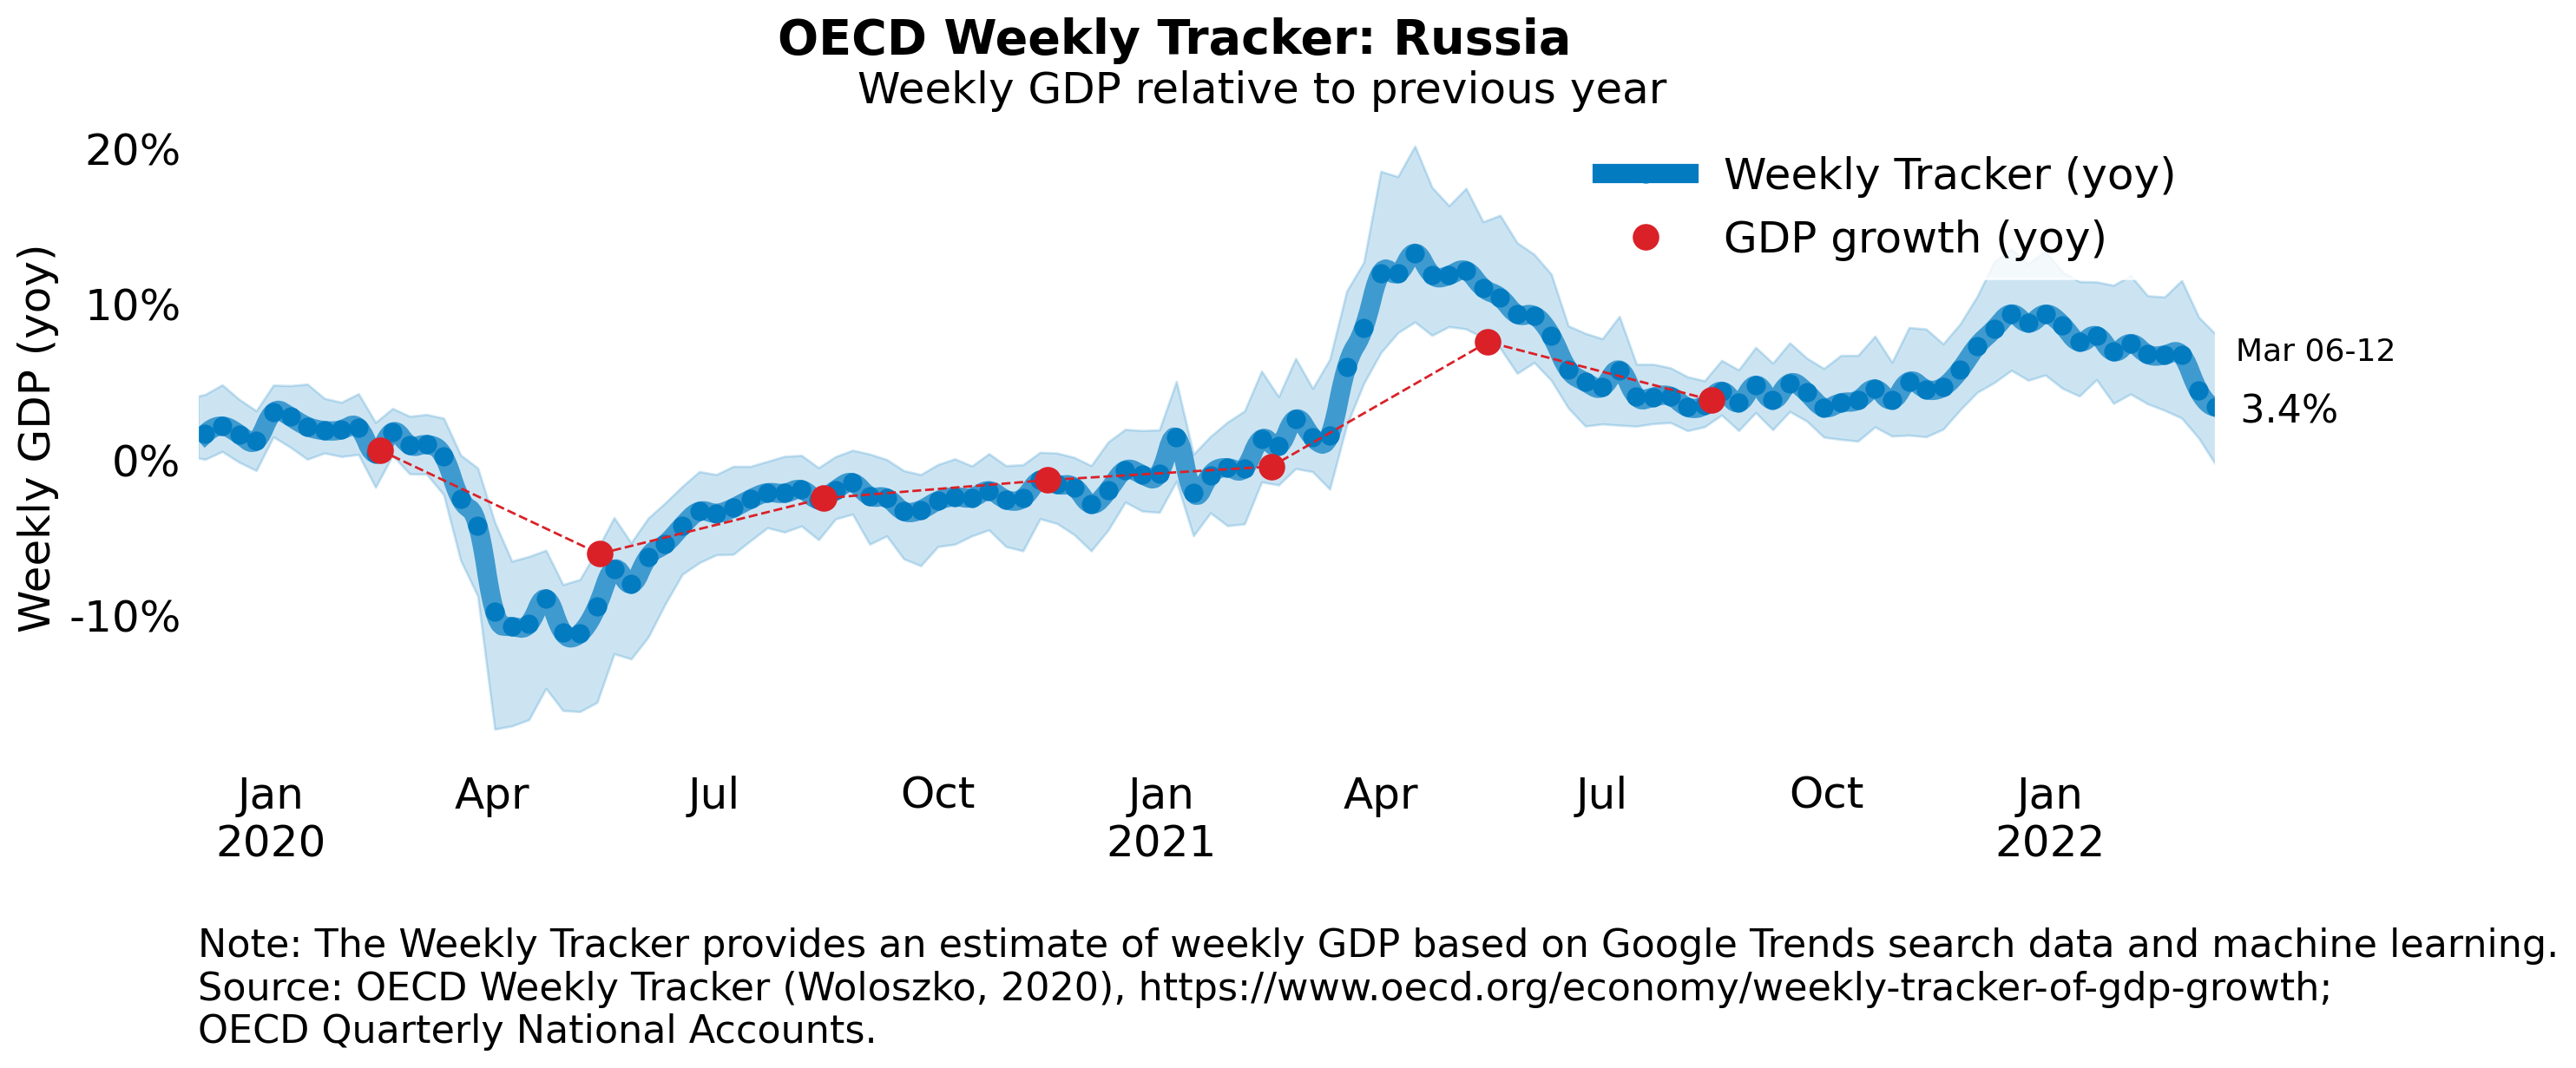 OECD Weekly Tracker: Russia
Weekly GDP relative to previous year
Weekly GDP (yoy)
20%
10%
0%
-10%
Weekly Tracker (yoy)
GDP growth (yoy)
Mar 06-12
3.4%
Jan Apr Jul Oct Jan Apr Jul Oct Jan
2020 2021 2022
Note: The Weekly Tracker provides an estimate of weekly GDP based on Google Trends search data and machine learning.
Source: OECD Weekly Tracker (Woloszko, 2020), https://www.oecd.org/economy/weekly-tracker-of-gdp-growth;
OECD Quarterly National Accounts.